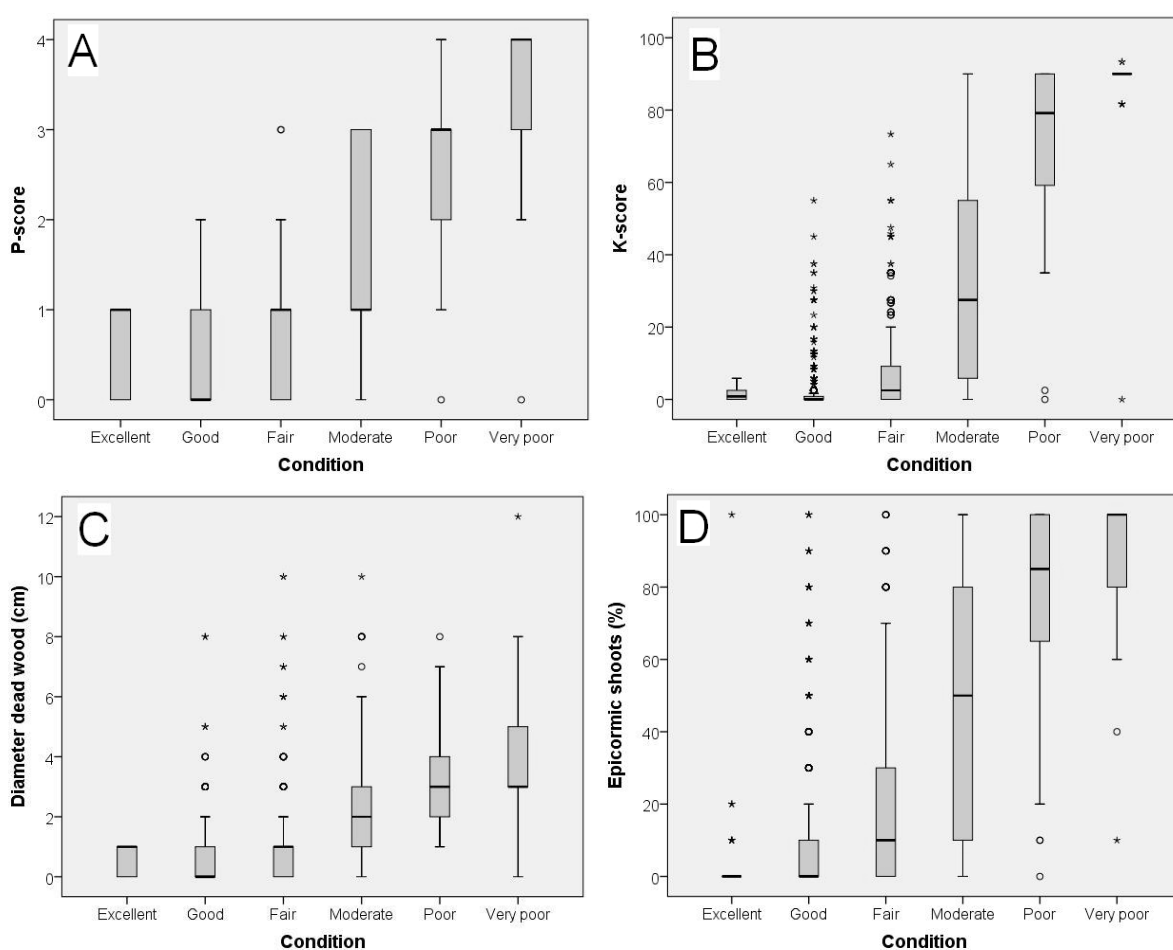 A
P-score
4
3
2
1
0
Excellent Good Fair Moderate Poor Very poor
Condition
B
K-score
100
80
60
40
20
0
Excellent Good Fair Moderate Poor Very poor
Condition
C
Diameter dead wood (cm)
12
10
8
6
4
2
0
Excellent Good Fair Moderate Poor Very poor
Condition
D
Epicormic shoots (%)
100
80
60
40
20
0
Excellent Good Fair Moderate Poor Very poor
Condition